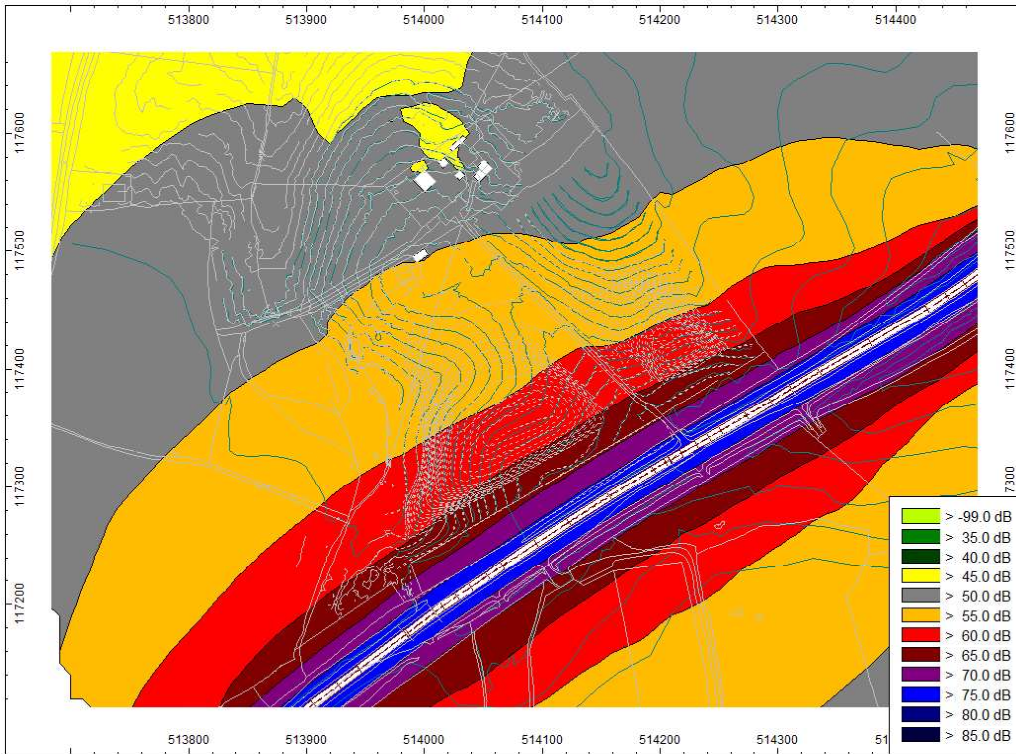 513800 513900 514000 514100 514200 514300 514400
117600 117600
117500 117500
117400 117400
117300 117300
117200
> -99.0 dB
> 35.0 dB
> 40.0 dB
> 45.0 dB
> 50.0 dB
> 55.0 dB
> 60.0 dB
> 65.0 dB
> 70.0 dB
> 75.0 dB
> 80.0 dB
> 85.0 dB
513800 513900 514000 514100 514200 514300